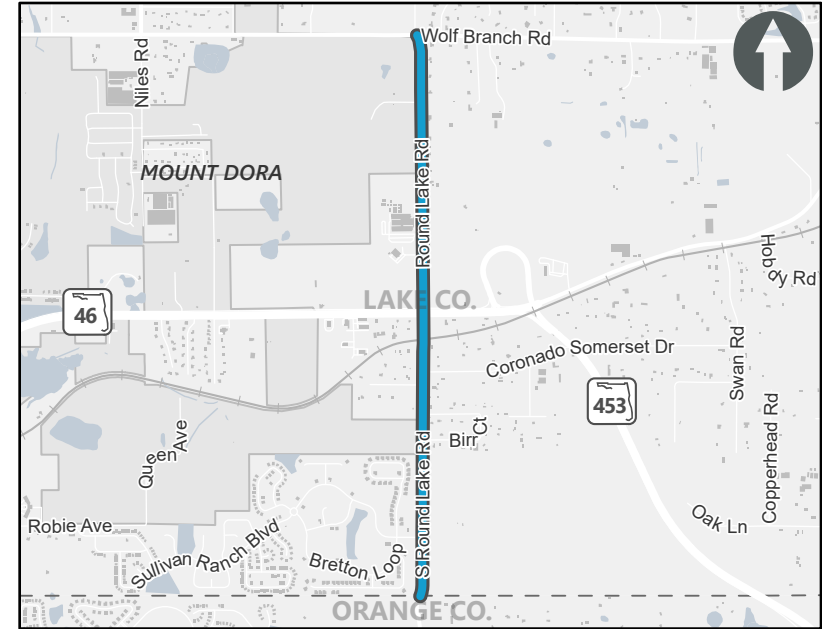 Wolf Branch Rd
Niles Rd
MOUNT DORA
Round Lake Rd
Hobdy Rd
LAKE CO.
46
Coronado Somerset Dr
Swan Rd
453
Copperhead Rd
Birr Ct
Queen Ave
S Round Lake Rd
Oak Ln
Robie Ave
Sullivan Ranch Blvd
Bretton Loop
ORANGE CO.